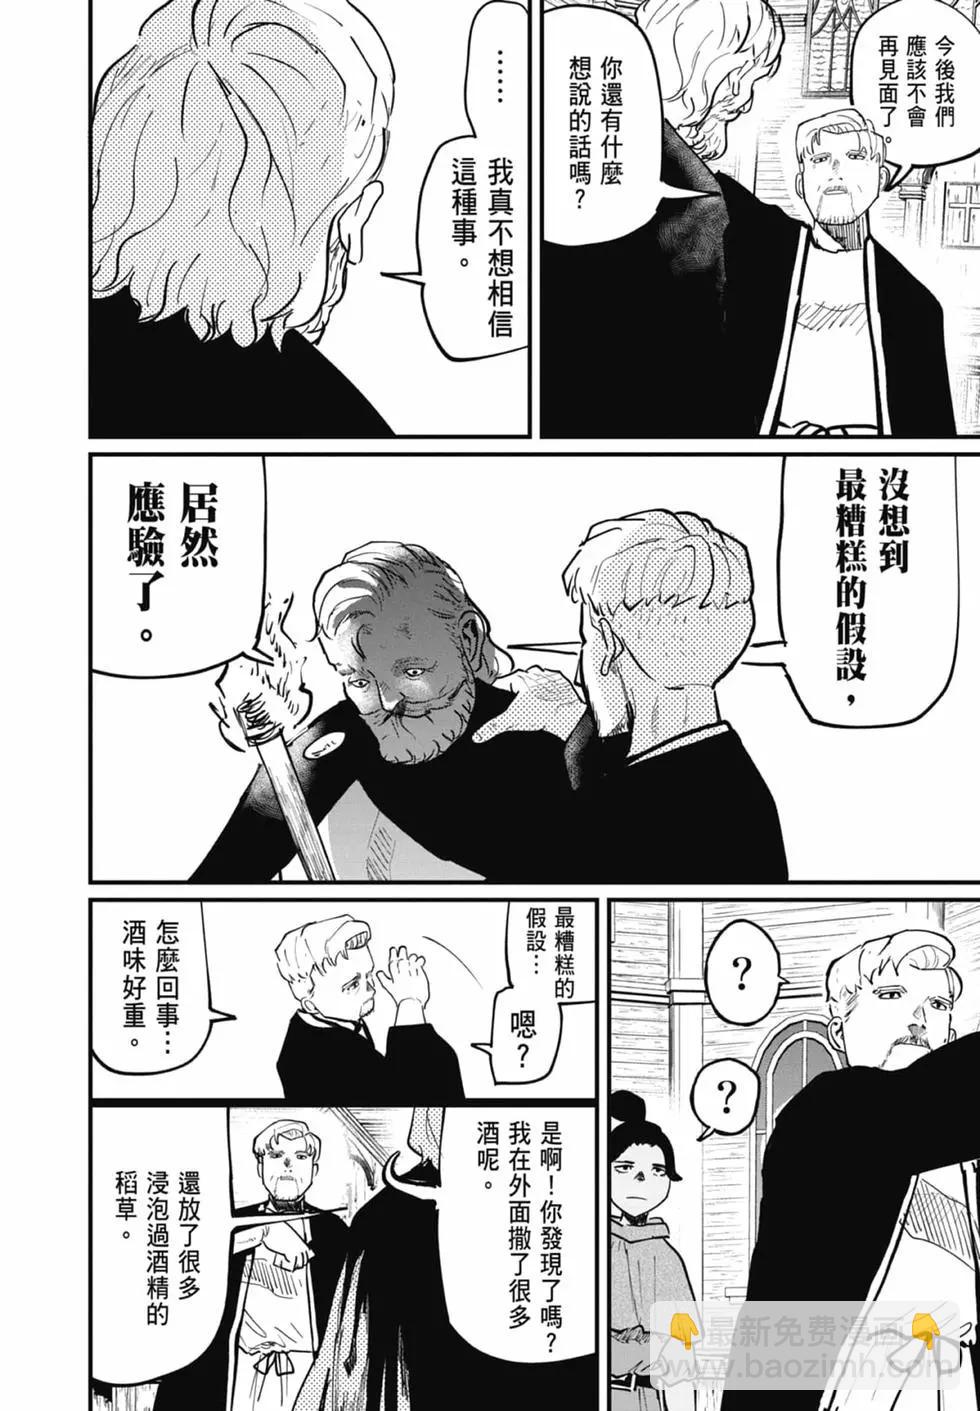 今後我們
應該不會
再見面了。
你還有什麼
想說的話嗎？
……
我真不想相信
這種事。
沒想到
最糟糕的假設，
居然
應驗了。
？
？
最糟糕的
假設…
嗯？
怎麼回事…
酒味好重。
是啊！你發現了嗎？
我在外面撒了很多
酒呢。
還放了很多
浸泡過酒精的
稻草。
👇最新免费漫画👇
www.baozimh.com